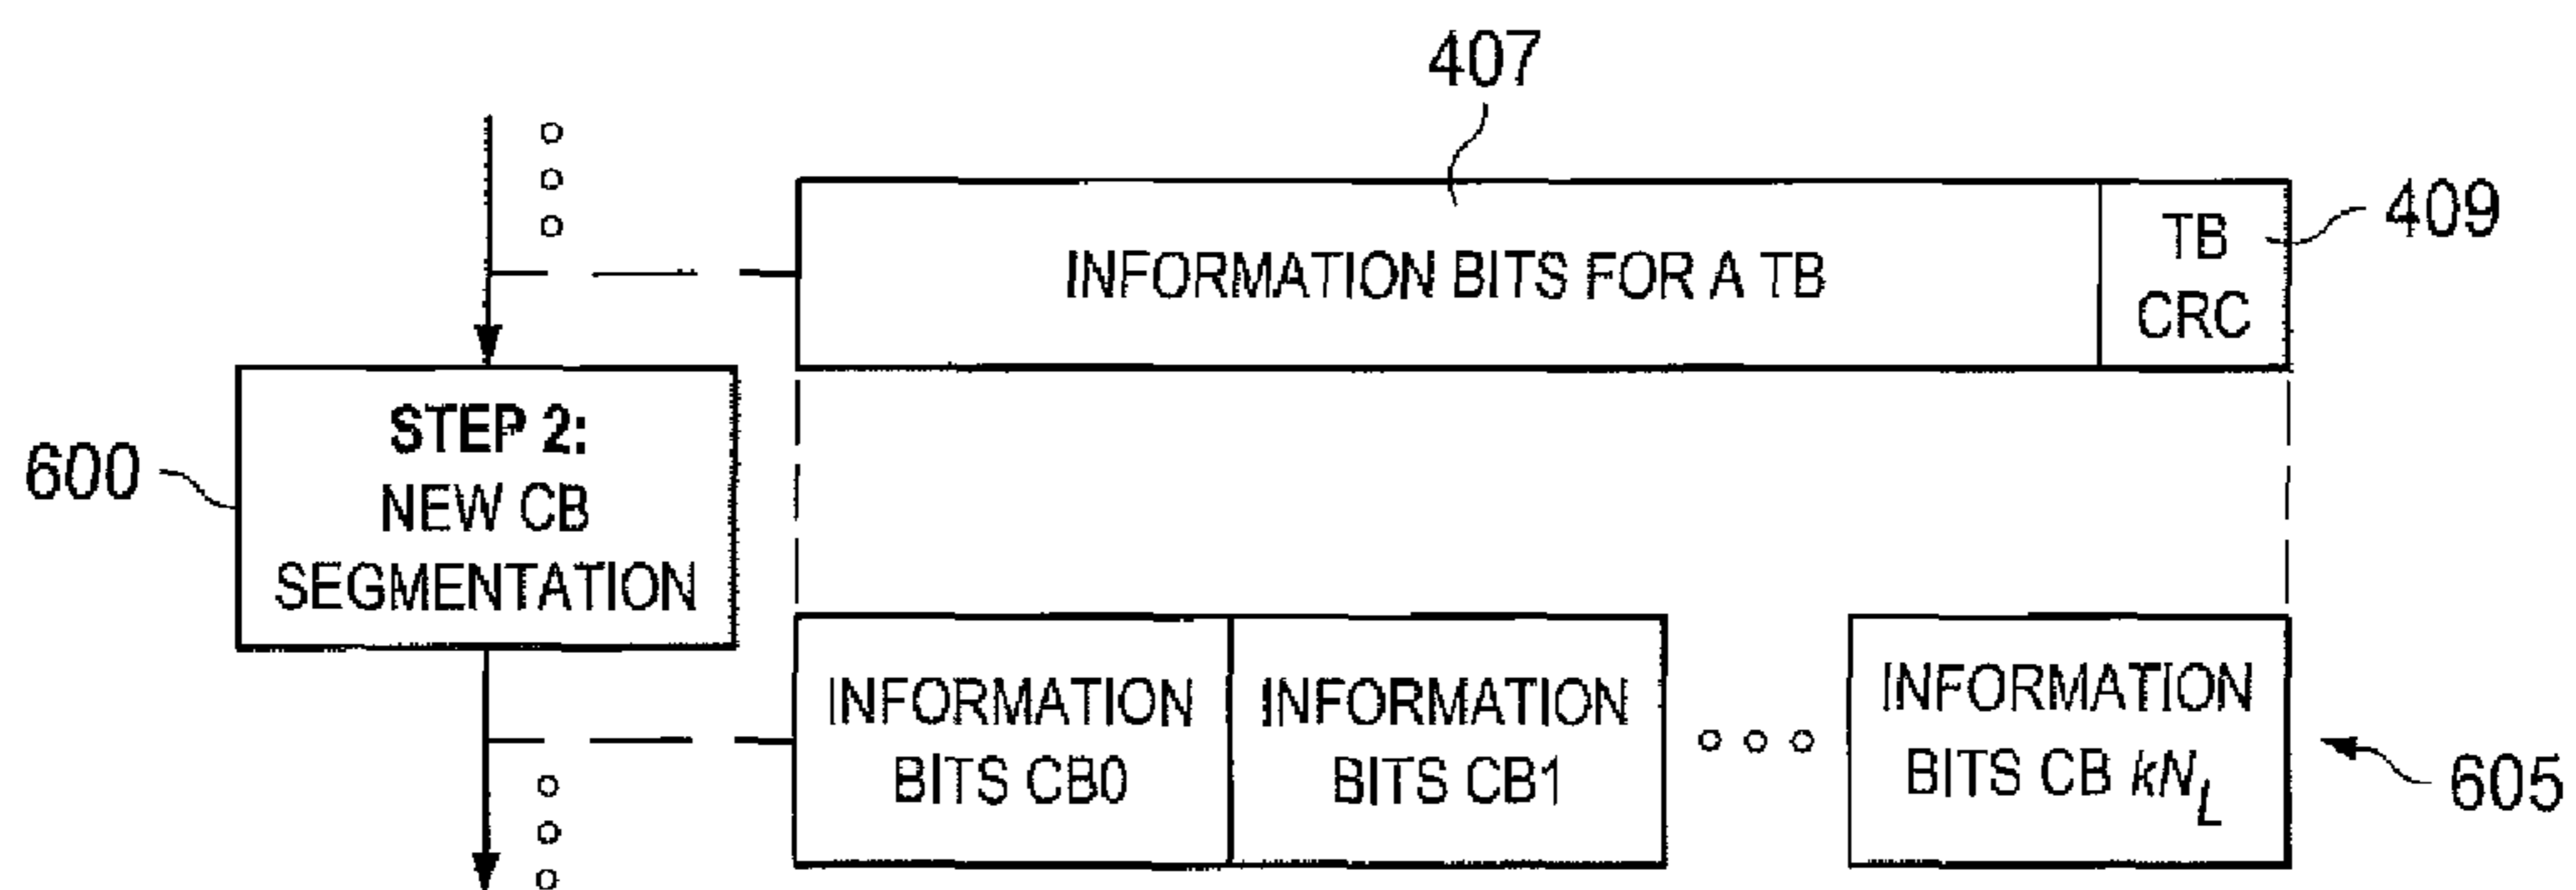 407
INFORMATION BITS FOR A TB
TB
CRC
409
600
STEP 2:
NEW CB
SEGMENTATION
INFORMATION
BITS CB0
INFORMATION
BITS CB1
INFORMATION
BITS CB kN_L
605